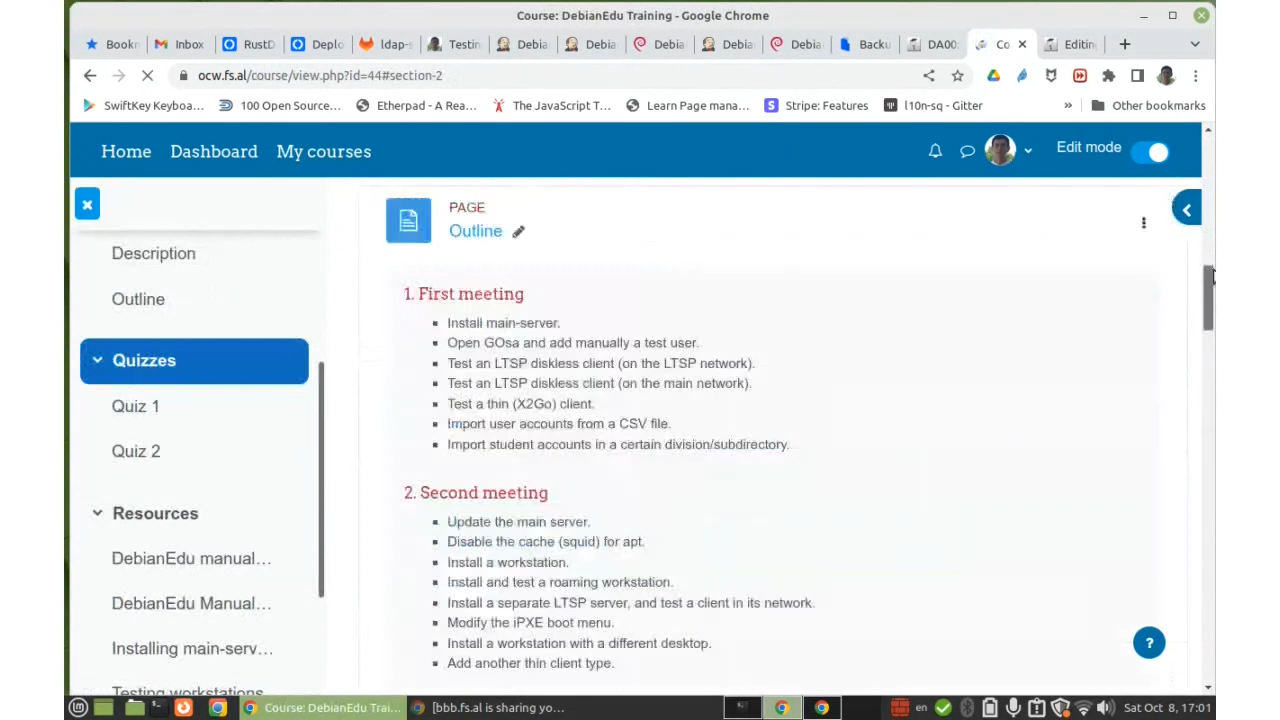 Course: DebianEdu Training - Google Chrome
Bookr Inbox RustD Deplo ldap-s Testin Debia Debia Debia Debia Debia Backu DA00 Co Editin
ocw.fs.al/course/view.php?id=44#section-2
SwiftKey Keyboa... 100 Open Source... Etherpad - A Rea... The JavaScript T... Learn Page mana... Stripe: Features l10n-sq - Gitter » Other bookmarks
Home Dashboard My courses Edit mode
PAGE
Outline
Description
Outline
Quizzes
Quiz 1
Quiz 2
Resources
DebianEdu manual...
DebianEdu Manual...
Installing main-serv...
Testing workstations
1. First meeting
Install main-server.
Open GOsa and add manually a test user.
Test an LTSP diskless client (on the LTSP network).
Test an LTSP diskless client (on the main network).
Test a thin (X2Go) client.
Import user accounts from a CSV file.
Import student accounts in a certain division/subdirectory.
2. Second meeting
Update the main server.
Disable the cache (squid) for apt.
Install a workstation.
Install and test a roaming workstation.
Install a separate LTSP server, and test a client in its network.
Modify the iPXE boot menu.
Install a workstation with a different desktop.
Add another thin client type.
?
Course: DebianEdu Trai... [bbb.fs.al is sharing yo... en Sat Oct 8, 17:01